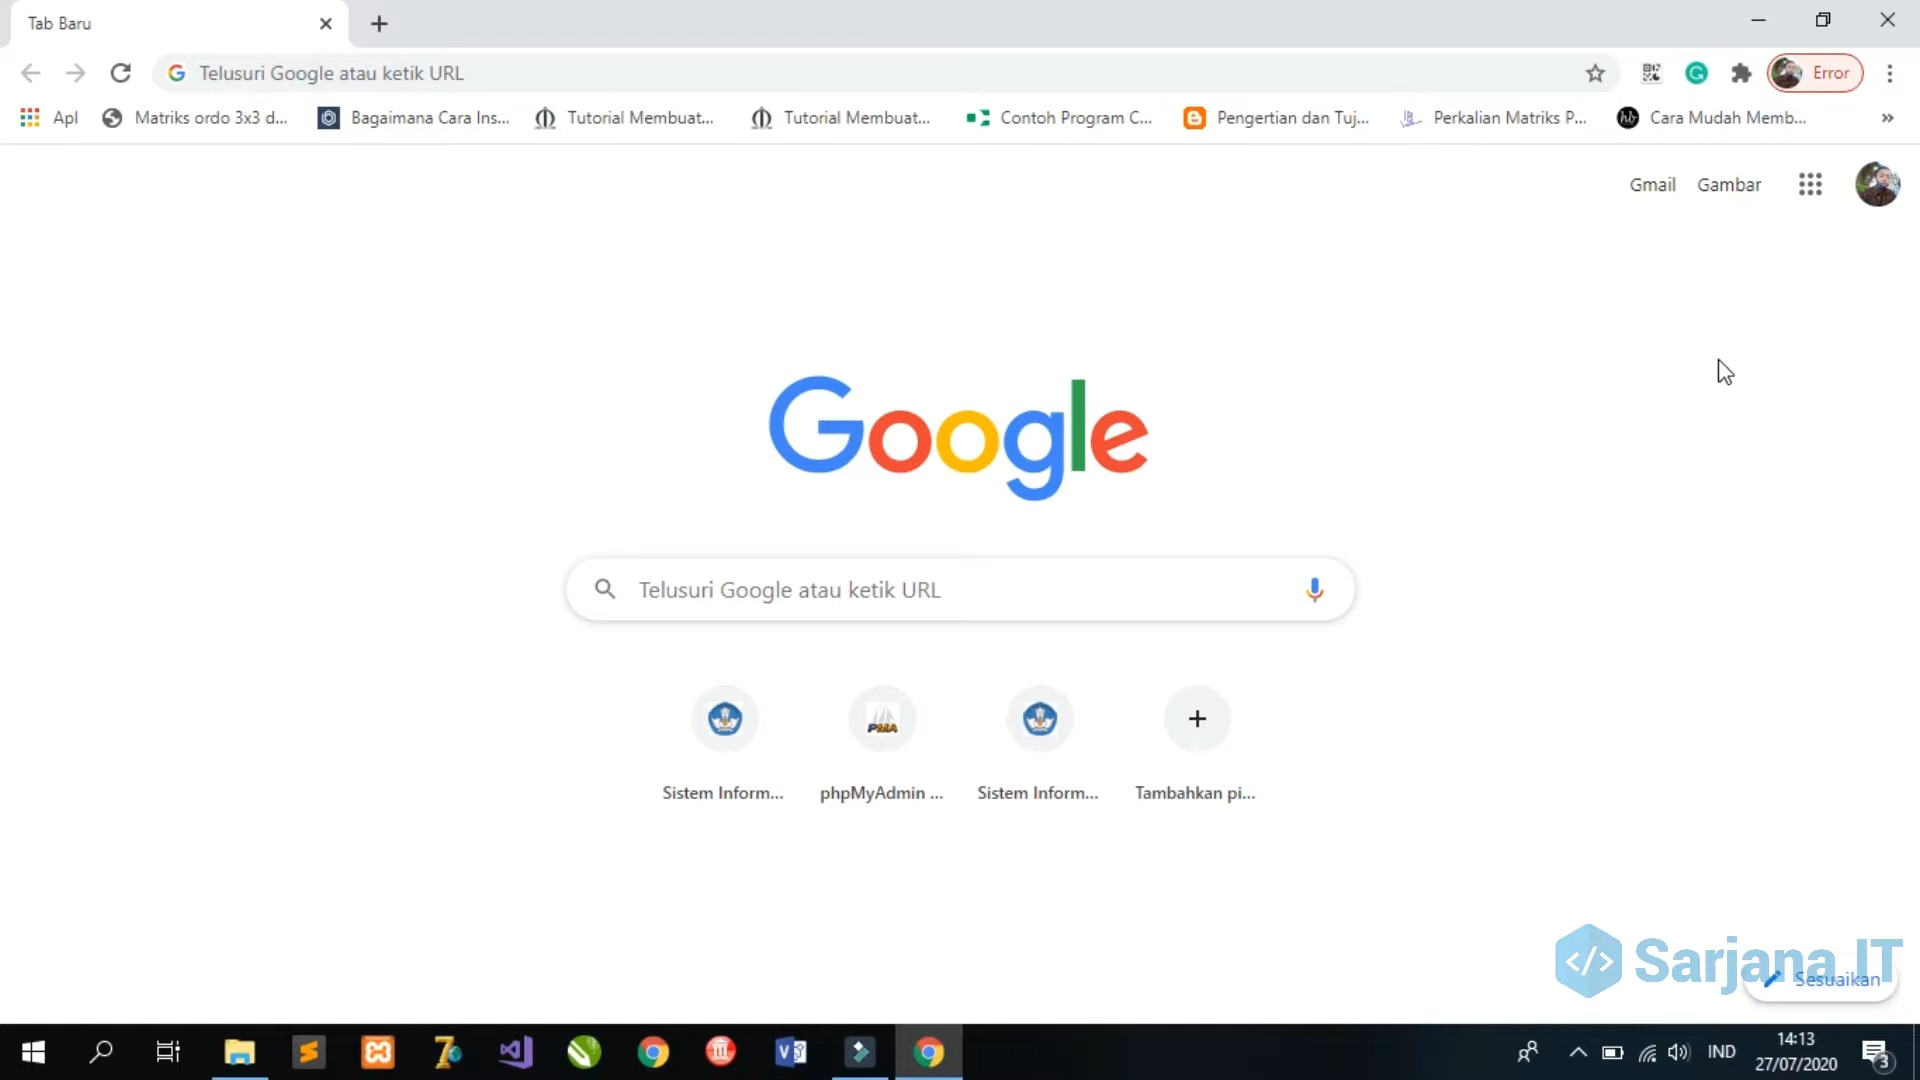 Tab Baru
Telusuri Google atau ketik URL
Error
Apl
Matriks ordo 3x3 d...
Bagaimana Cara Ins...
Tutorial Membuat...
Tutorial Membuat...
Contoh Program C...
Pengertian dan Tuj...
Perkalian Matriks P...
Cara Mudah Memb...
Gmail
Gambar
Google
Telusuri Google atau ketik URL
PMA
Sistem Inform...
phpMyAdmin ...
Sistem Inform...
Tambahkan pi...
Sarjana IT
Sesuaikan
IND
14:13
27/07/2020
3